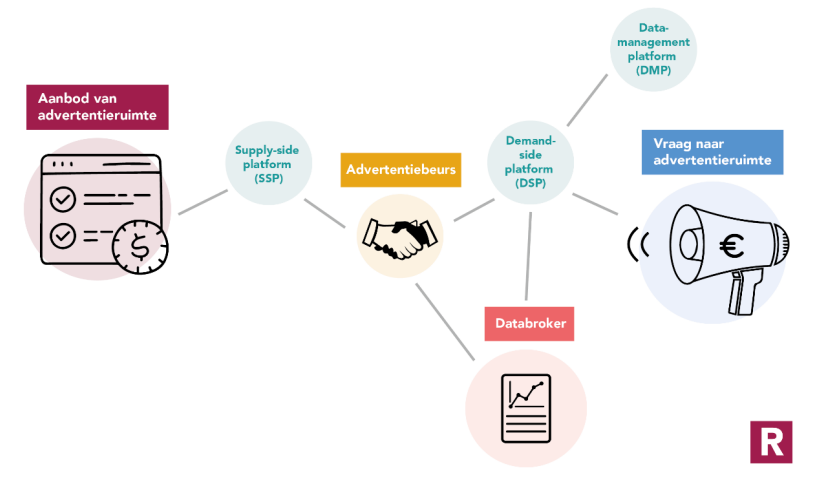 Data-
management
platform
(DMP)
Aanbod van
advertentieruimte
Supply-side
platform
(SSP)
Advertentiebeurs
Demand-
side
platform
(DSP)
Vraag naar
advertentieruimte
$
€
Databroker
R